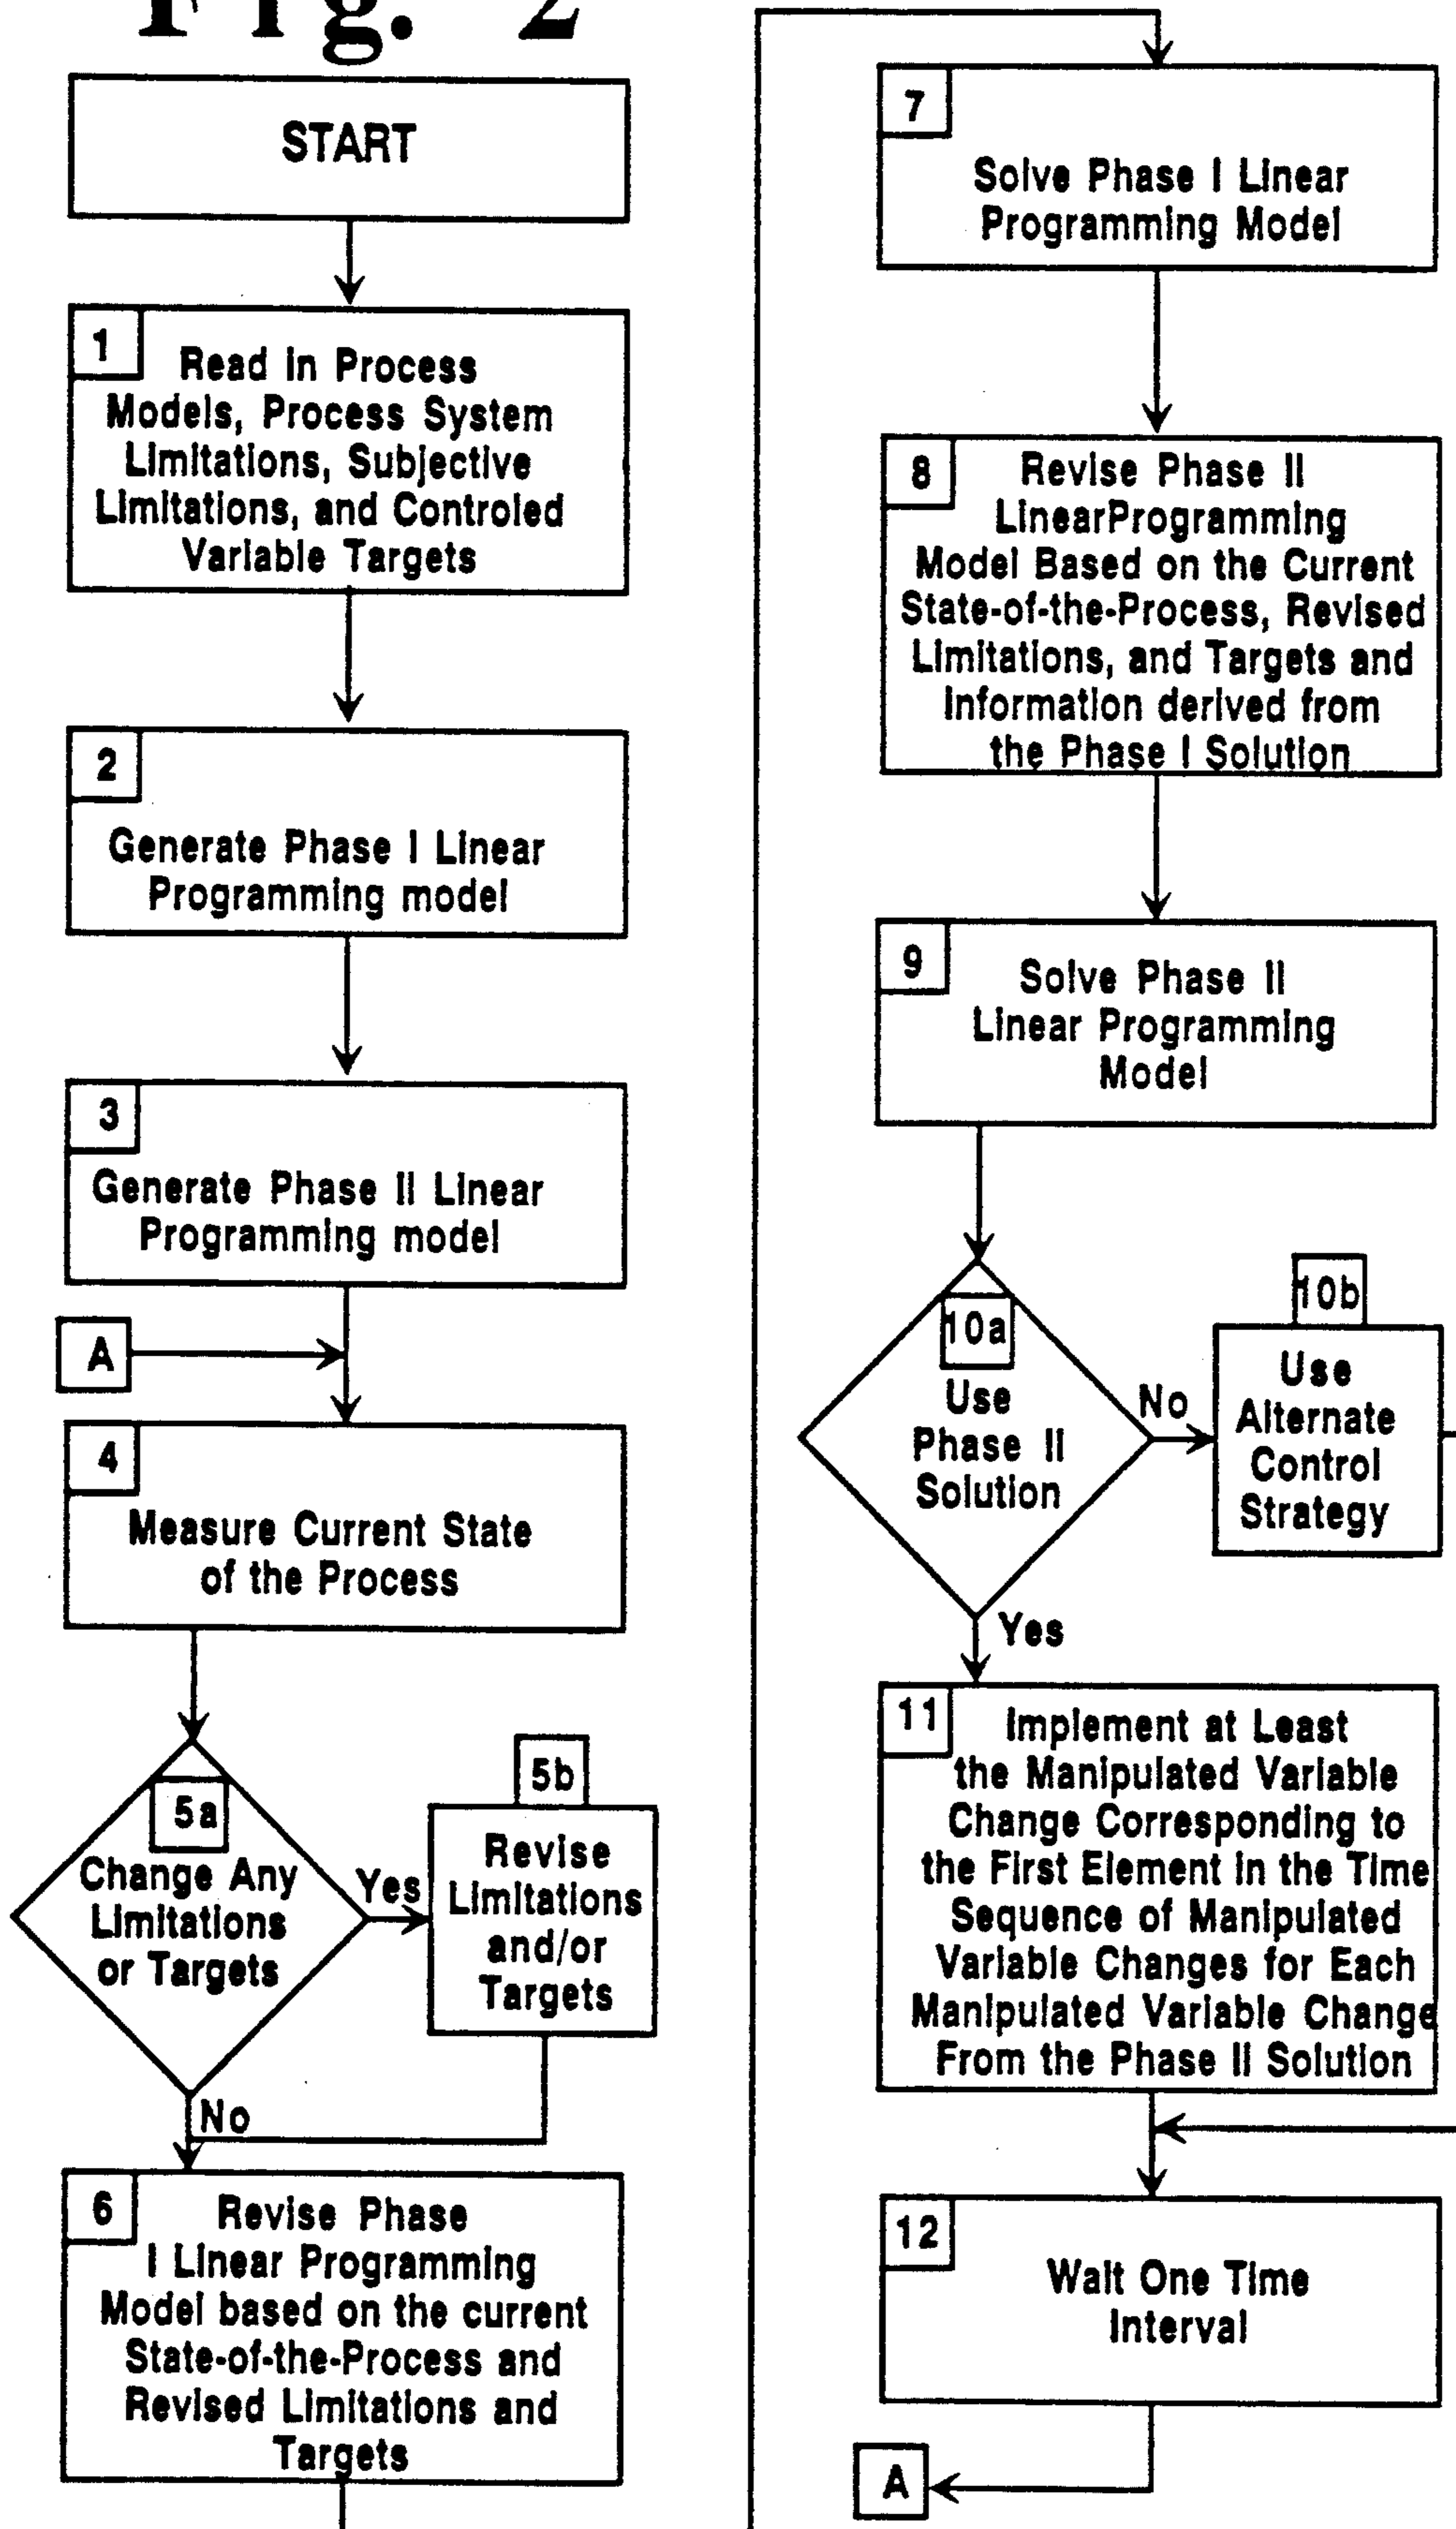 Fig. 2
START
1
Read in Process
Models, Process System
Limitations, Subjective
Limitations, and Controled
Variable Targets
2
Generate Phase I Linear
Programming model
3
Generate Phase II Linear
Programming model
A
4
Measure Current State
of the Process
5a
Change Any
Limitations
or Targets
Yes
5b
Revise
Limitations
and/or
Targets
No
6
Revise Phase
I Linear Programming
Model based on the current
State-of-the-Process and
Revised Limitations and
Targets
7
Solve Phase I Linear
Programming Model
8
Revise Phase II
LinearProgramming
Model Based on the Current
State-of-the-Process, Revised
Limitations, and Targets and
Information derived from
the Phase I Solution
9
Solve Phase II
Linear Programming
Model
10a
Use
Phase II
Solution
No
10b
Use
Alternate
Control
Strategy
Yes
11
Implement at Least
the Manipulated Variable
Change Corresponding to
the First Element in the Time
Sequence of Manipulated
Variable Changes for Each
Manipulated Variable Change
From the Phase II Solution
12
Wait One Time
Interval
A